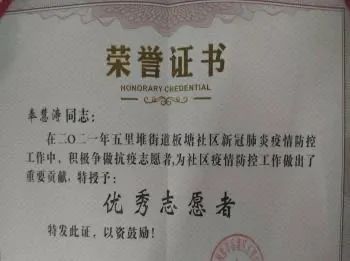 荣誉证书
HONORARY CREDENTIAL
奉慧涛同志:
在二〇二一年五里堆街道板塘社区新冠肺炎疫情防控
工作中,积极争做抗疫志愿者,为社区疫情防控工作做出了
重要贡献,特授予:
优秀志愿者
特发此证,以资鼓励!